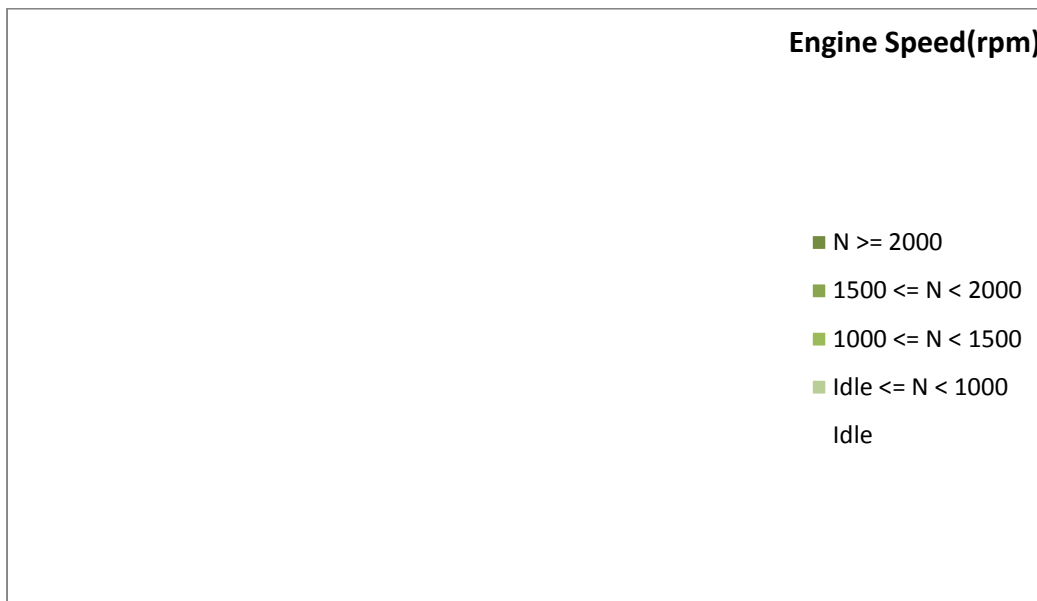 Engine Speed(rpm)
N >= 2000
1500 <= N < 2000
1000 <= N < 1500
Idle <= N < 1000
Idle